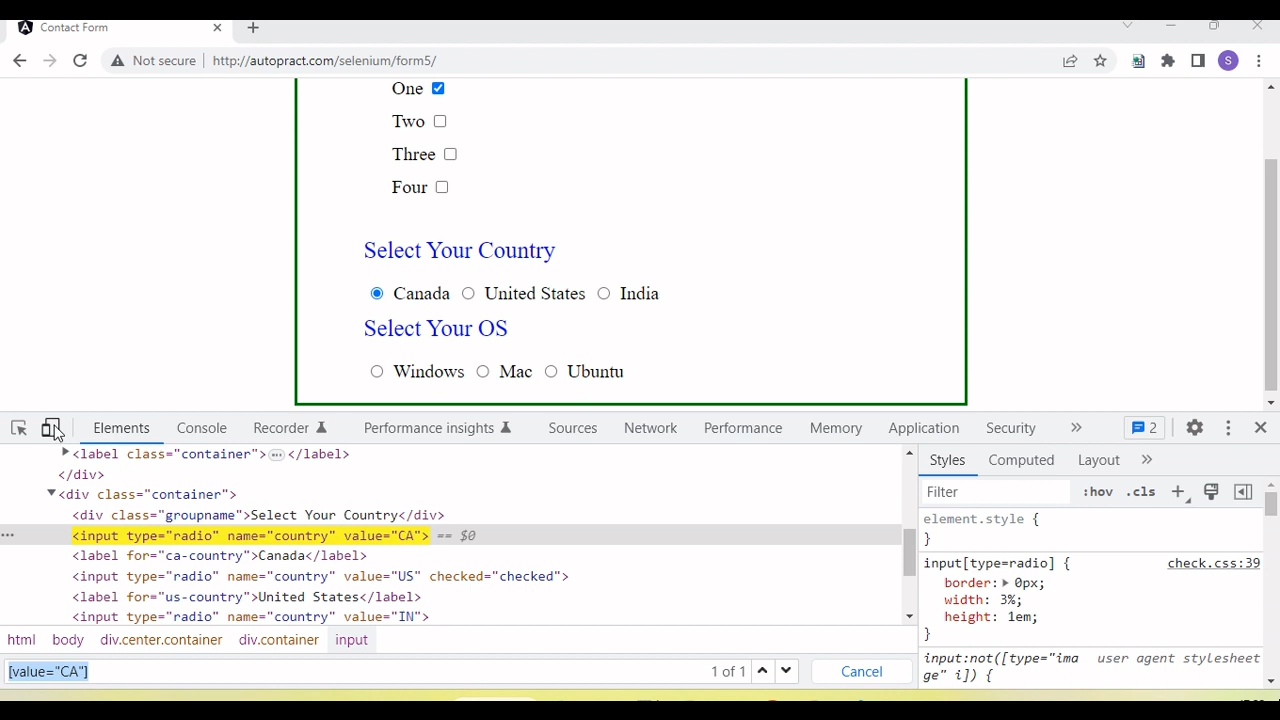 Contact Form
Not secure http://autopract.com/selenium/form5/
S
One
Two
Three
Four
Select Your Country
Canada United States India
Select Your OS
Windows Mac Ubuntu
Elements Console Recorder Performance insights Sources Network Performance Memory Application Security 2
<label class="container"> … </label>
</div>
<div class="container">
<div class="groupname">Select Your Country</div>
<input type="radio" name="country" value="CA"> == $0
<label for="ca-country">Canada</label>
<input type="radio" name="country" value="US" checked="checked">
<label for="us-country">United States</label>
<input type="radio" name="country" value="IN">
html body div.center.container div.container input
[value="CA"] 1 of 1 Cancel
Styles Computed Layout
Filter :hov .cls
element.style {
}
input[type=radio] { check.css:39
border: 0px;
width: 3%;
height: 1em;
}
input:not([type="ima user agent stylesheet
ge" i]) {